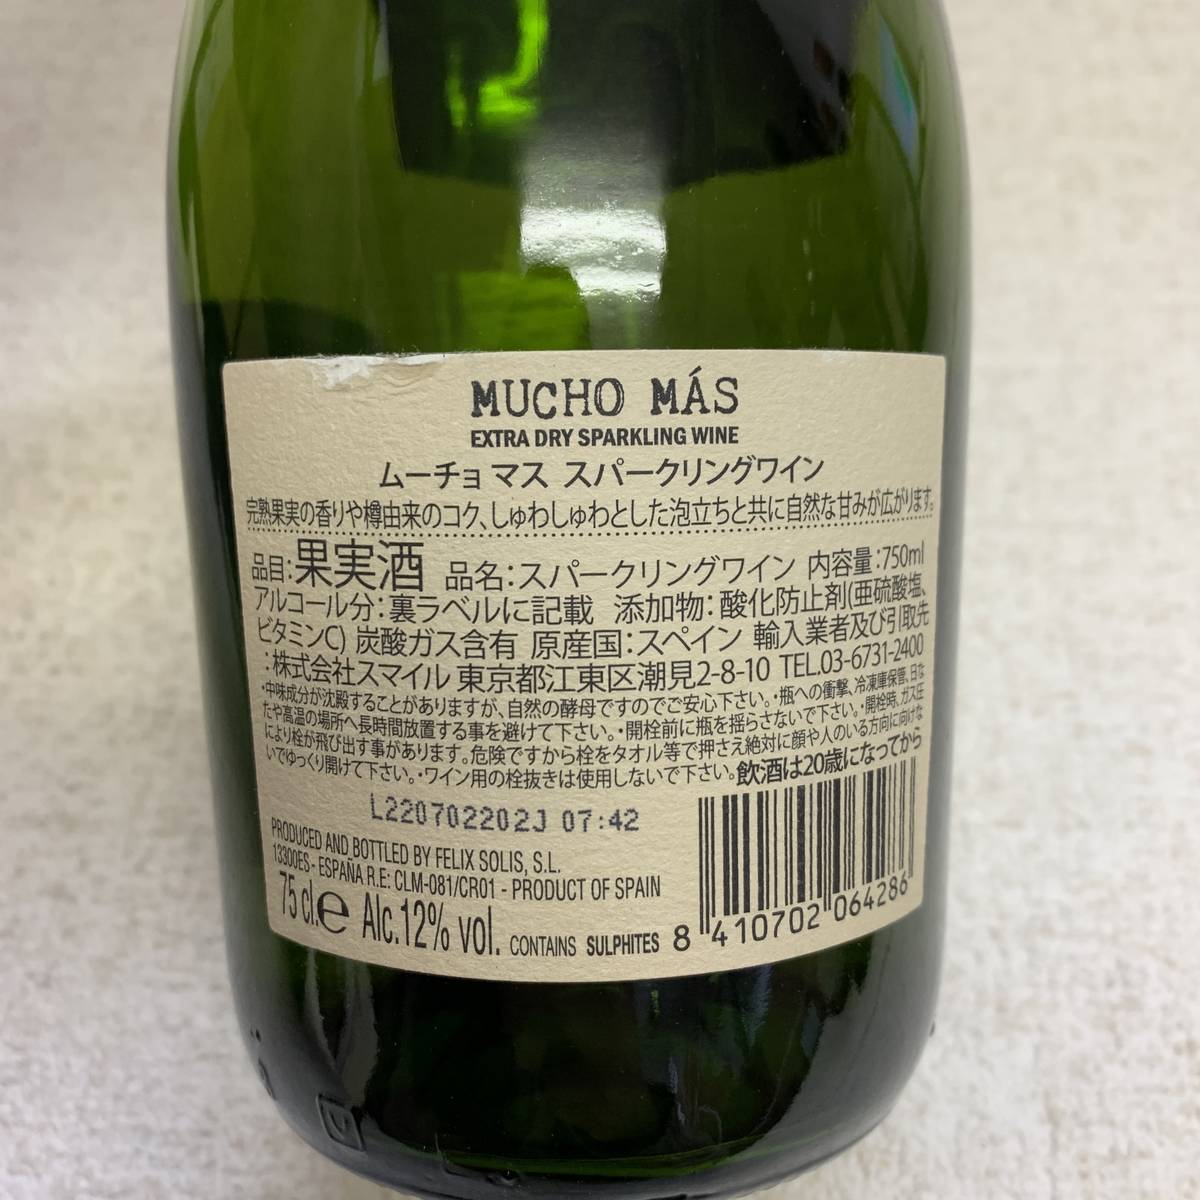 MUCHO MÁS
EXTRA DRY SPARKLING WINE
ムーチョ マス スパークリングワイン
完熟果実の香りや樽由来のコク、しゅわしゅわとした泡立ちと共に自然な甘みが広がります。
品目:果実酒 品名:スパークリングワイン 内容量:750ml
アルコール分:裏ラベルに記載 添加物:酸化防止剤(亜硫酸塩、
ビタミンC) 炭酸ガス含有 原産国:スペイン 輸入業者及び引取先
:株式会社スマイル 東京都江東区潮見2-8-10 TEL.03-6731-2400
・中味成分が沈殿することがありますが、自然の酵母ですのでご安心下さい。・瓶への衝撃、冷凍庫保管、日な
たや高温の場所へ長時間放置する事を避けて下さい。・開栓前に瓶を揺らさないで下さい。・開栓時、ガス圧
により栓が飛び出す事があります。危険ですから栓をタオル等で押さえ絶対に顔や人のいる方向に向けな
いでゆっくり開けて下さい。・ワイン用の栓抜きは使用しないで下さい。飲酒は20歳になってから
L220702202J 07:42
PRODUCED AND BOTTLED BY FELIX SOLIS, S.L.
13300ES - ESPAÑA R.E: CLM-081/CR01 - PRODUCT OF SPAIN
75 cl.e Alc.12% vol. CONTAINS SULPHITES
8 410702 064286